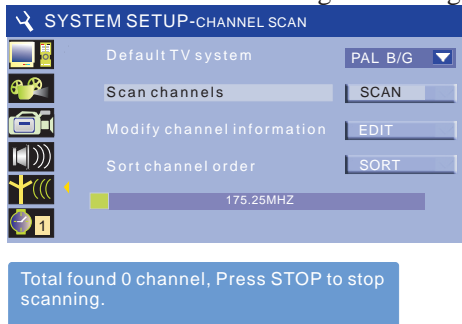 SYSTEM SETUP-CHANNEL SCAN
Default TV system PAL B/G
Scan channels SCAN
Modify channel information EDIT
Sort channel order SORT
175.25MHZ
1
Total found 0 channel, Press STOP to stop
scanning.